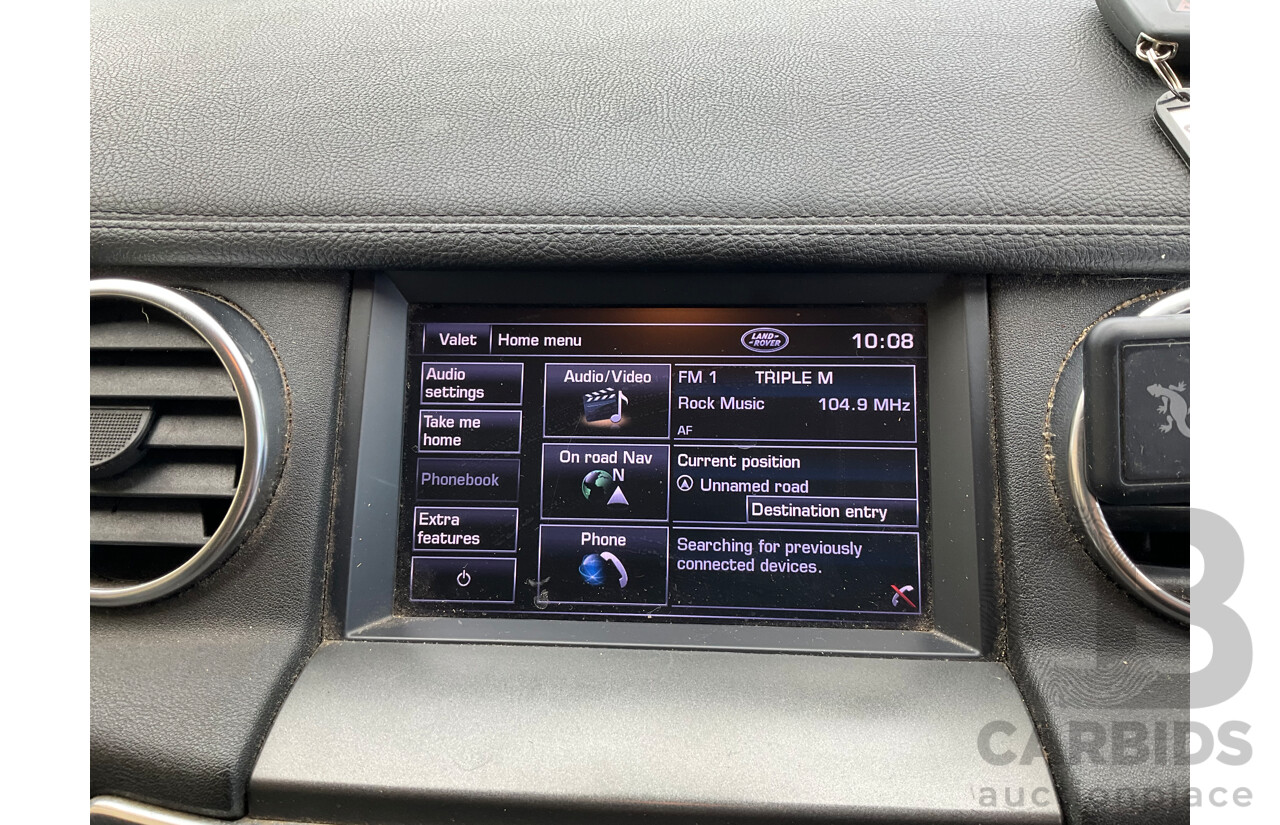 Valet
Home menu
LAND-
-ROVER
10:08
Audio
settings
Take me
home
Phonebook
Extra
features
Audio/Video
On road Nav
N
Phone
FM 1 TRIPLE M
Rock Music 104.9 MHz
AF
Current position
Unnamed road
Destination entry
Searching for previously
connected devices.
B
CARBIDS
auctionplace